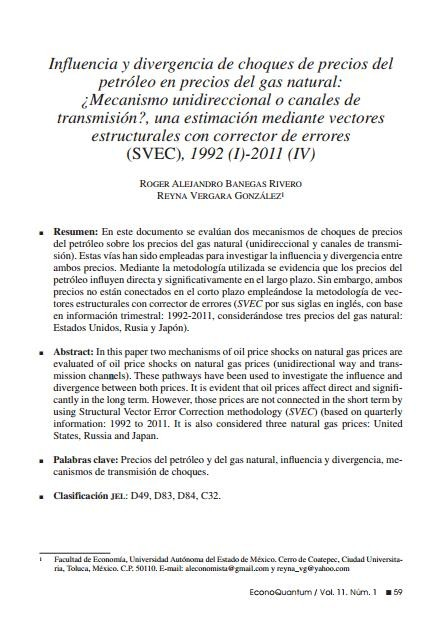 Influencia y divergencia de choques de precios del
petróleo en precios del gas natural:
¿Mecanismo unidireccional o canales de
transmisión?, una estimación mediante vectores
estructurales con corrector de errores
(SVEC), 1992 (I)-2011 (IV)
ROGER ALEJANDRO BANEGAS RIVERO
REYNA VERGARA GONZÁLEZ¹
■ Resumen: En este documento se evalúan dos mecanismos de choques de precios
del petróleo sobre los precios del gas natural (unidireccional y canales de transmi-
sión). Estas vías han sido empleadas para investigar la influencia y divergencia entre
ambos precios. Mediante la metodología utilizada se evidencia que los precios del
petróleo influyen directa y significativamente en el largo plazo. Sin embargo, ambos
precios no están conectados en el corto plazo empleándose la metodología de vec-
tores estructurales con corrector de errores (SVEC por sus siglas en inglés, con base
en información trimestral: 1992-2011, considerándose tres precios del gas natural:
Estados Unidos, Rusia y Japón).
■ Abstract: In this paper two mechanisms of oil price shocks on natural gas prices are
evaluated of oil price shocks on natural gas prices (unidirectional way and trans-
mission channels). These pathways have been used to investigate the influence and
divergence between both prices. It is evident that oil prices affect direct and signifi-
cantly in the long term. However, those prices are not connected in the short term by
using Structural Vector Error Correction methodology (SVEC) (based on quarterly
information: 1992 to 2011. It is also considered three natural gas prices: United
States, Russia and Japan.
■ Palabras clave: Precios del petróleo y del gas natural, influencia y divergencia, me-
canismos de transmisión de choques.
■ Clasificación JEL: D49, D83, D84, C32.
¹ Facultad de Economía, Universidad Autónoma del Estado de México. Cerro de Coatepec, Ciudad Universita-
ria, Toluca, México. C.P. 50110. E-mail: aleconomista@gmail.com y reyna_vg@yahoo.com
EconoQuantum / Vol. 11. Núm. 1 ■ 59